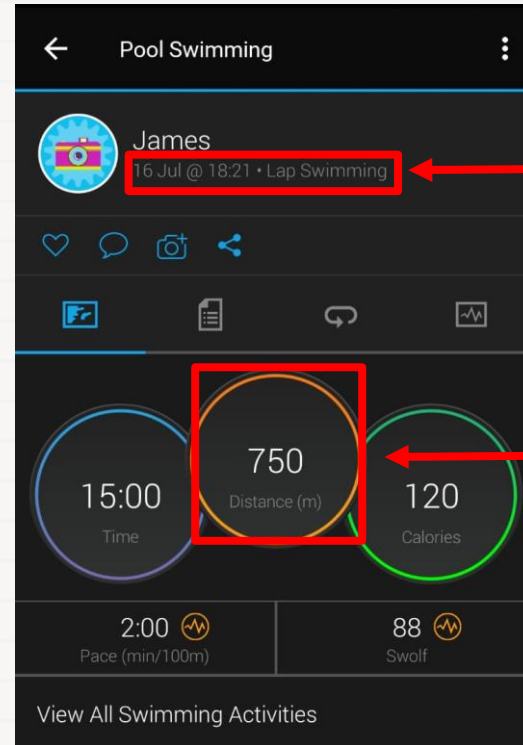 Pool Swimming
James
16 Jul @ 18:21 • Lap Swimming
15:00
Time
750
Distance (m)
120
Calories
2:00
Pace (min/100m)
88
Swolf
View All Swimming Activities